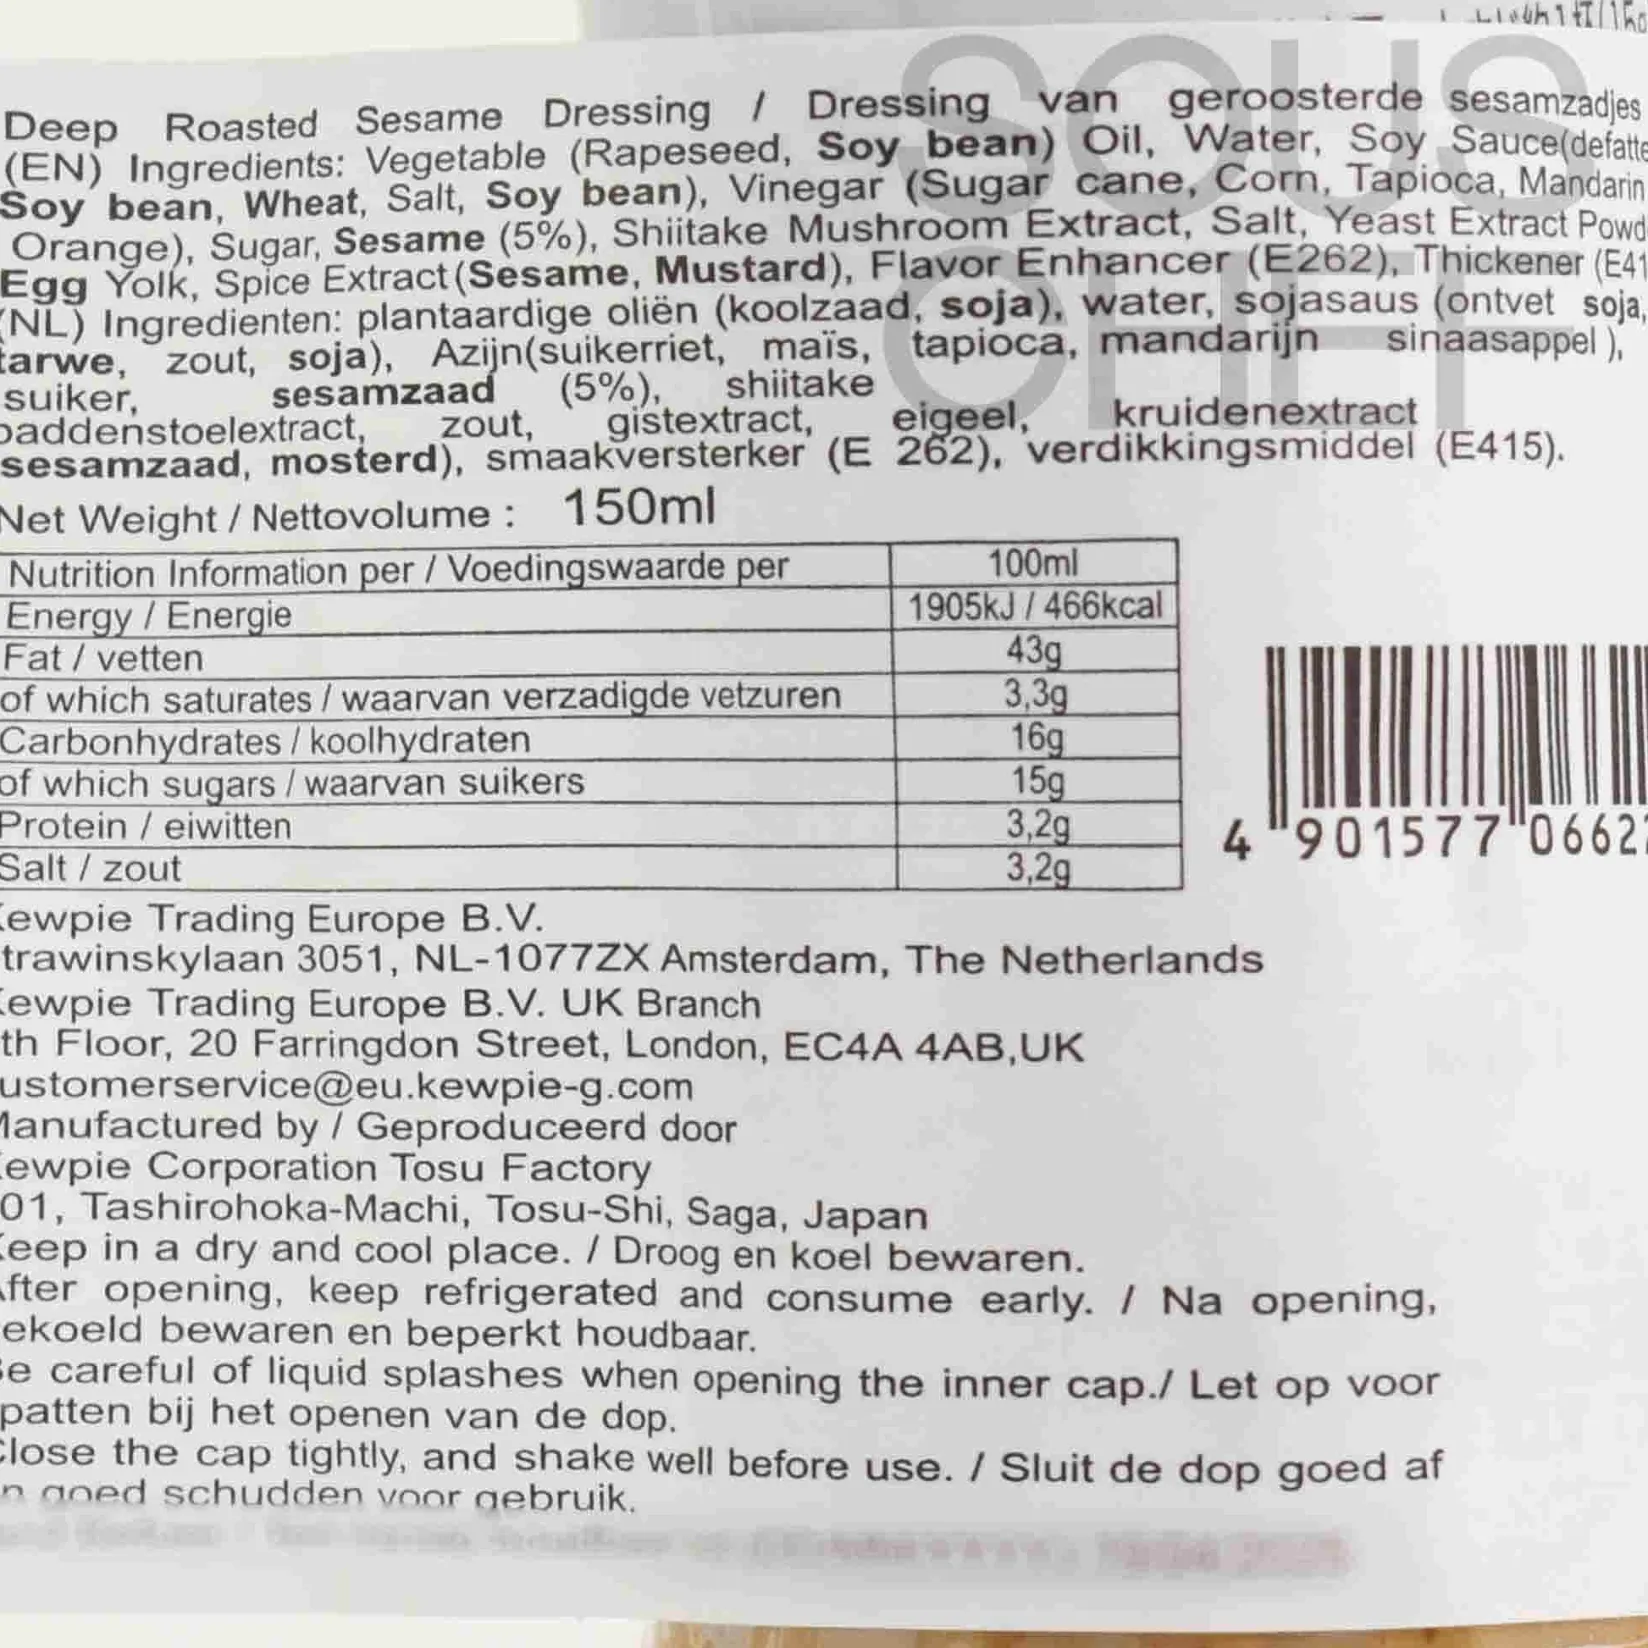 Deep Roasted Sesame Dressing / Dressing van geroosterde sesamzadjes
(EN) Ingredients: Vegetable (Rapeseed, Soy bean) Oil, Water, Soy Sauce(defatte
Soy bean, Wheat, Salt, Soy bean), Vinegar (Sugar cane, Corn, Tapioca, Mandarin
Orange), Sugar, Sesame (5%), Shiitake Mushroom Extract, Salt, Yeast Extract Powd
Egg Yolk, Spice Extract (Sesame, Mustard), Flavor Enhancer (E262), Thickener (E41
(NL) Ingredienten: plantaardige oliën (koolzaad, soja), water, sojasaus (ontvet soja,
tarwe, zout, soja), Azijn(suikerriet, maïs, tapioca, mandarijn sinaasappel ),
suiker, sesamzaad (5%), shiitake
paddenstoelextract, zout, gistextract, eigeel, kruidenextract
sesamzaad, mosterd), smaakversterker (E 262), verdikkingsmiddel (E415).
SOUS
CHEF
Net Weight / Nettovolume : 150ml
Nutrition Information per / Voedingswaarde per 100ml
Energy / Energie 1905kJ / 466kcal
Fat / vetten 43g
of which saturates / waarvan verzadigde vetzuren 3,3g
Carbonhydrates / koolhydraten 16g
of which sugars / waarvan suikers 15g
Protein / eiwitten 3,2g
Salt / zout 3,2g
4 901577 0662
ewpie Trading Europe B.V.
trawinskylaan 3051, NL-1077ZX Amsterdam, The Netherlands
ewpie Trading Europe B.V. UK Branch
th Floor, 20 Farringdon Street, London, EC4A 4AB,UK
ustomerservice@eu.kewpie-g.com
Manufactured by / Geproduceerd door
ewpie Corporation Tosu Factory
01, Tashirohoka-Machi, Tosu-Shi, Saga, Japan
eep in a dry and cool place. / Droog en koel bewaren.
After opening, keep refrigerated and consume early. / Na opening,
ekoeld bewaren en beperkt houdbaar.
Be careful of liquid splashes when opening the inner cap./ Let op voor
patten bij het openen van de dop.
Close the cap tightly, and shake well before use. / Sluit de dop goed af
n goed schudden voor gebruik.